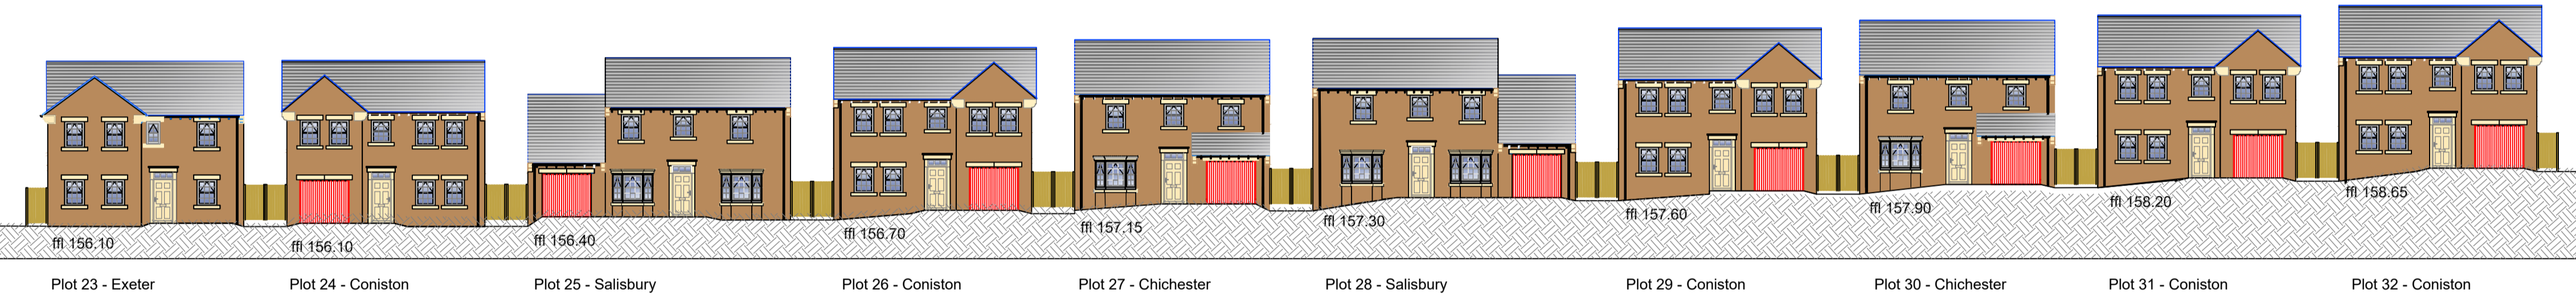 ffl 156.10
ffl 156.10
ffl 156.40
ffl 156.70
ffl 157.15
ffl 157.30
ffl 157.60
ffl 157.90
ffl 158.20
ffl 158.65
Plot 23 - Exeter
Plot 24 - Coniston
Plot 25 - Salisbury
Plot 26 - Coniston
Plot 27 - Chichester
Plot 28 - Salisbury
Plot 29 - Coniston
Plot 30 - Chichester
Plot 31 - Coniston
Plot 32 - Coniston